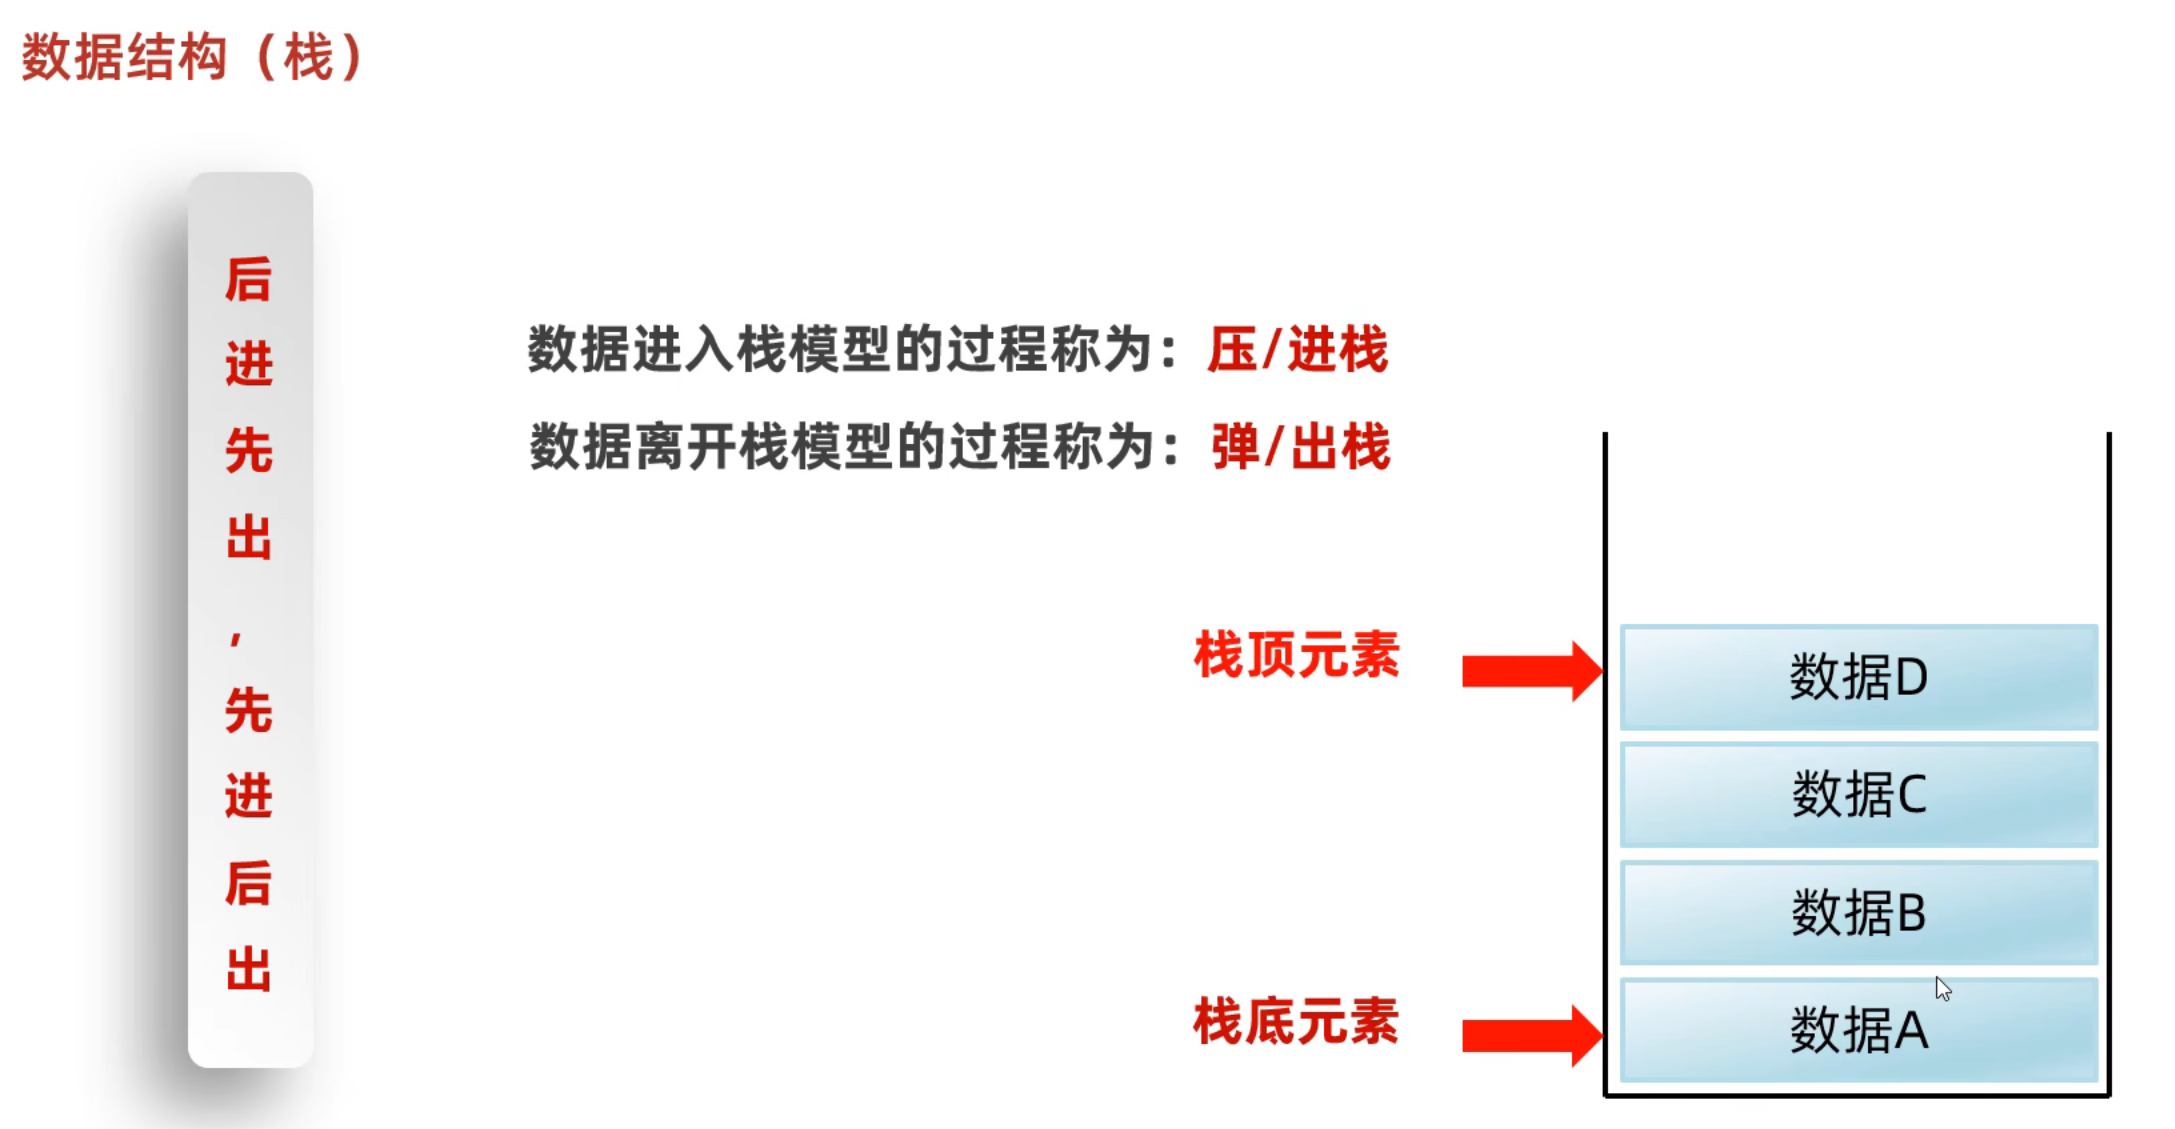 数据结构（栈）
后进先出，先进后出
数据进入栈模型的过程称为：压/进栈
数据离开栈模型的过程称为：弹/出栈
栈顶元素
数据D
数据C
数据B
栈底元素
数据A